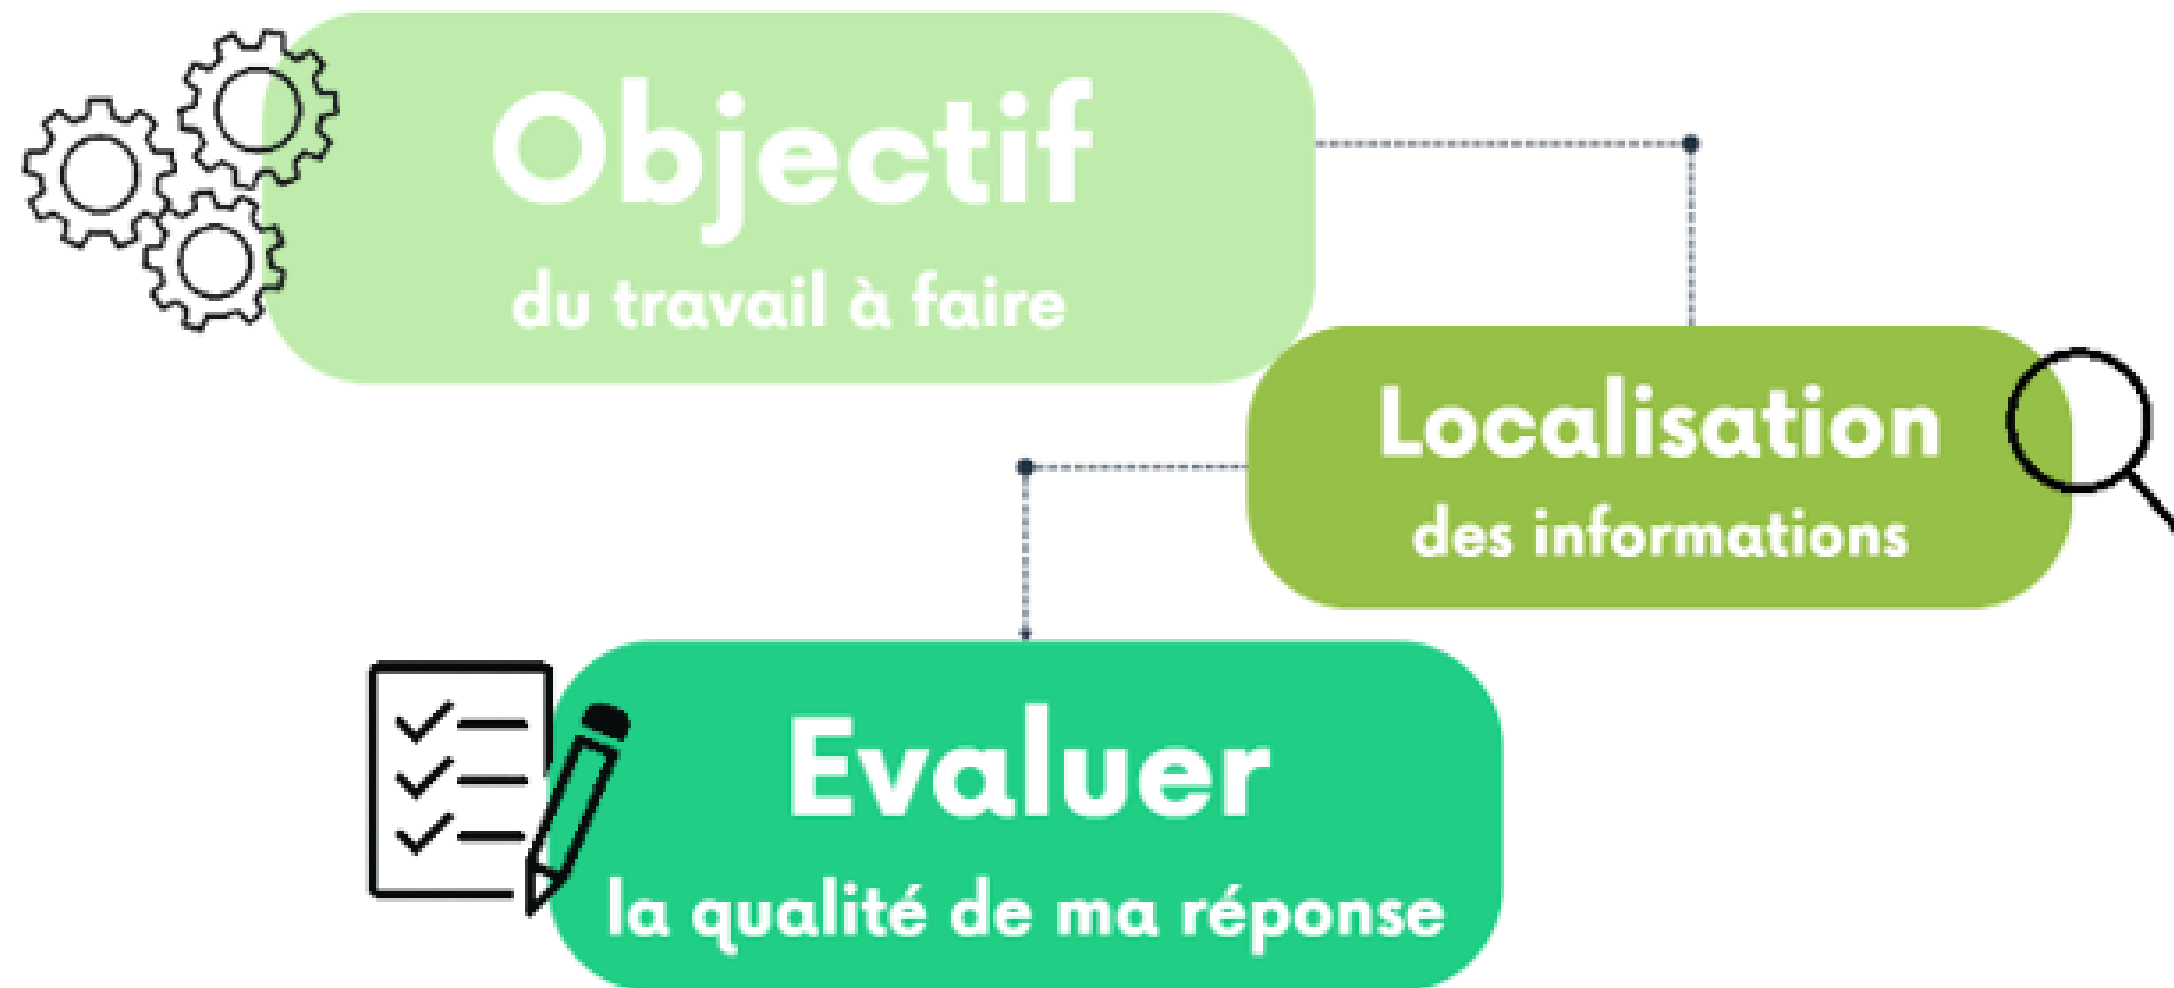 Objectif
du travail à faire
Localisation
des informations
Evaluer
la qualité de ma réponse